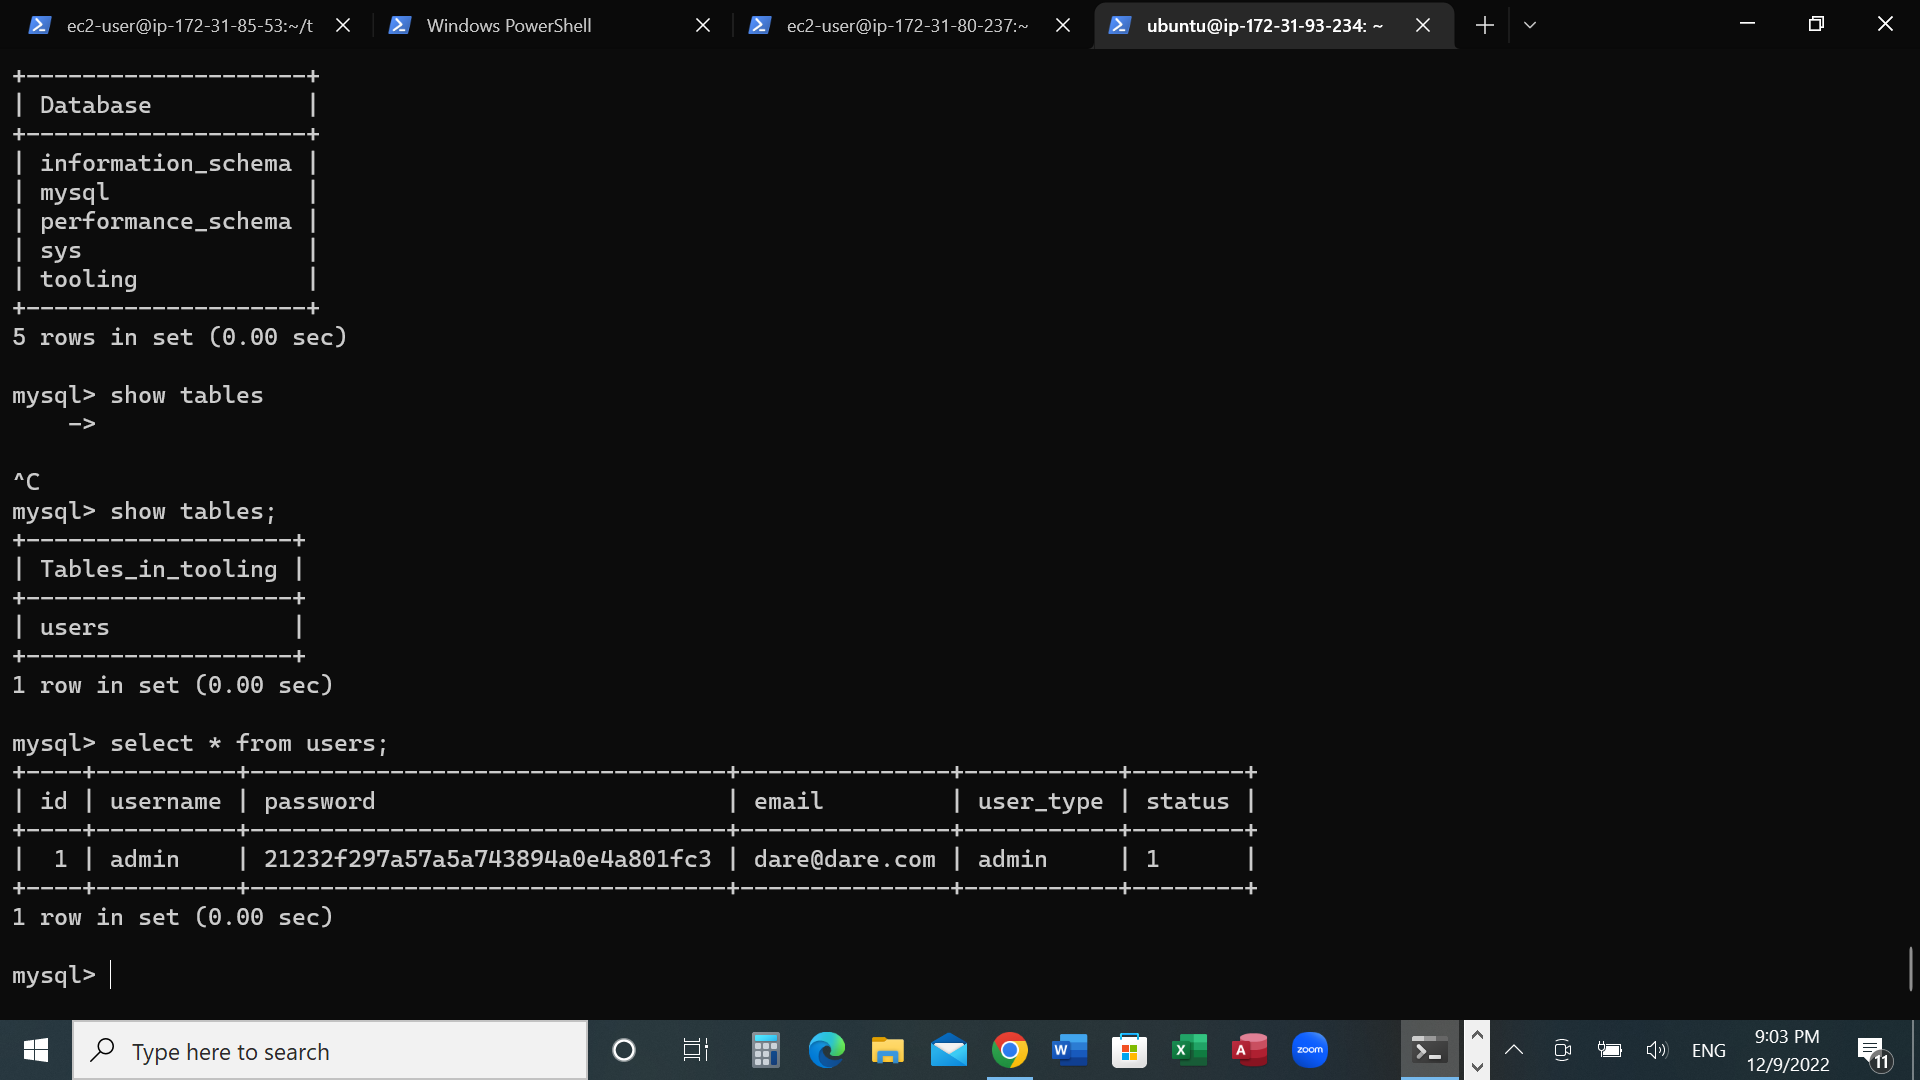 ec2-user@ip-172-31-85-53:~/t
Windows PowerShell
ec2-user@ip-172-31-80-237:~
ubuntu@ip-172-31-93-234: ~
+--------------------+
| Database           |
+--------------------+
| information_schema |
| mysql              |
| performance_schema |
| sys                |
| tooling            |
+--------------------+
5 rows in set (0.00 sec)
mysql> show tables
    ->
^C
mysql> show tables;
+-------------------+
| Tables_in_tooling |
+-------------------+
| users             |
+-------------------+
1 row in set (0.00 sec)
mysql> select * from users;
+----+----------+----------------------------------+---------------+-----------+--------+
| id | username | password                         | email         | user_type | status |
+----+----------+----------------------------------+---------------+-----------+--------+
|  1 | admin    | 21232f297a57a5a743894a0e4a801fc3 | dare@dare.com | admin     | 1      |
+----+----------+----------------------------------+---------------+-----------+--------+
1 row in set (0.00 sec)
mysql>
Type here to search
W
X
A
zoom
ENG
9:03 PM
12/9/2022
11